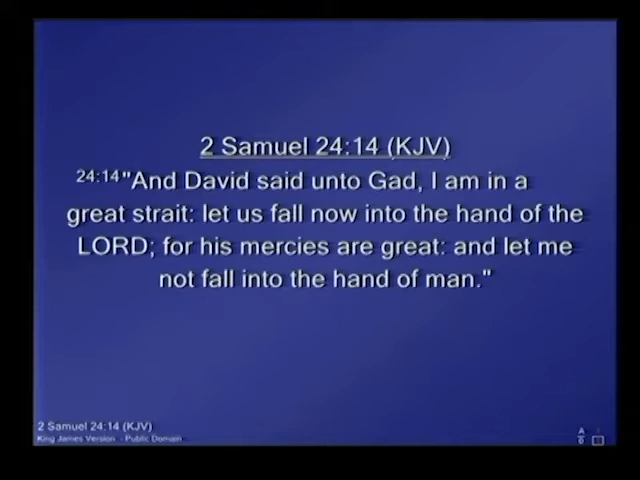 2 Samuel 24:14 (KJV)
24:14"And David said unto Gad, I am in a
great strait: let us fall now into the hand of the
LORD; for his mercies are great: and let me
not fall into the hand of man."
2 Samuel 24:14 (KJV)
King James Version - Public Domain
A